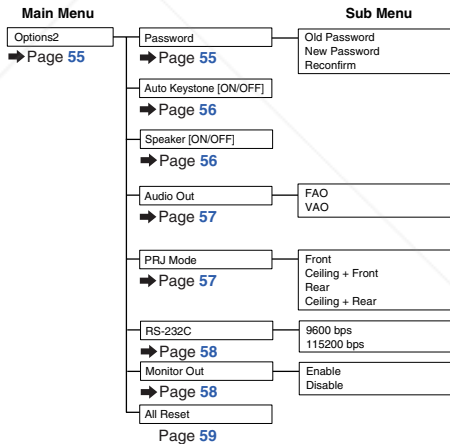 Main Menu
Sub Menu
Options2
➡Page 55
Password
➡Page 55
Old Password
New Password
Reconfirm
Auto Keystone [ON/OFF]
➡Page 56
Speaker [ON/OFF]
➡Page 56
Audio Out
➡Page 57
FAO
VAO
PRJ Mode
➡Page 57
Front
Ceiling + Front
Rear
Ceiling + Rear
RS-232C
➡Page 58
9600 bps
115200 bps
Monitor Out
➡Page 58
Enable
Disable
All Reset
Page 59